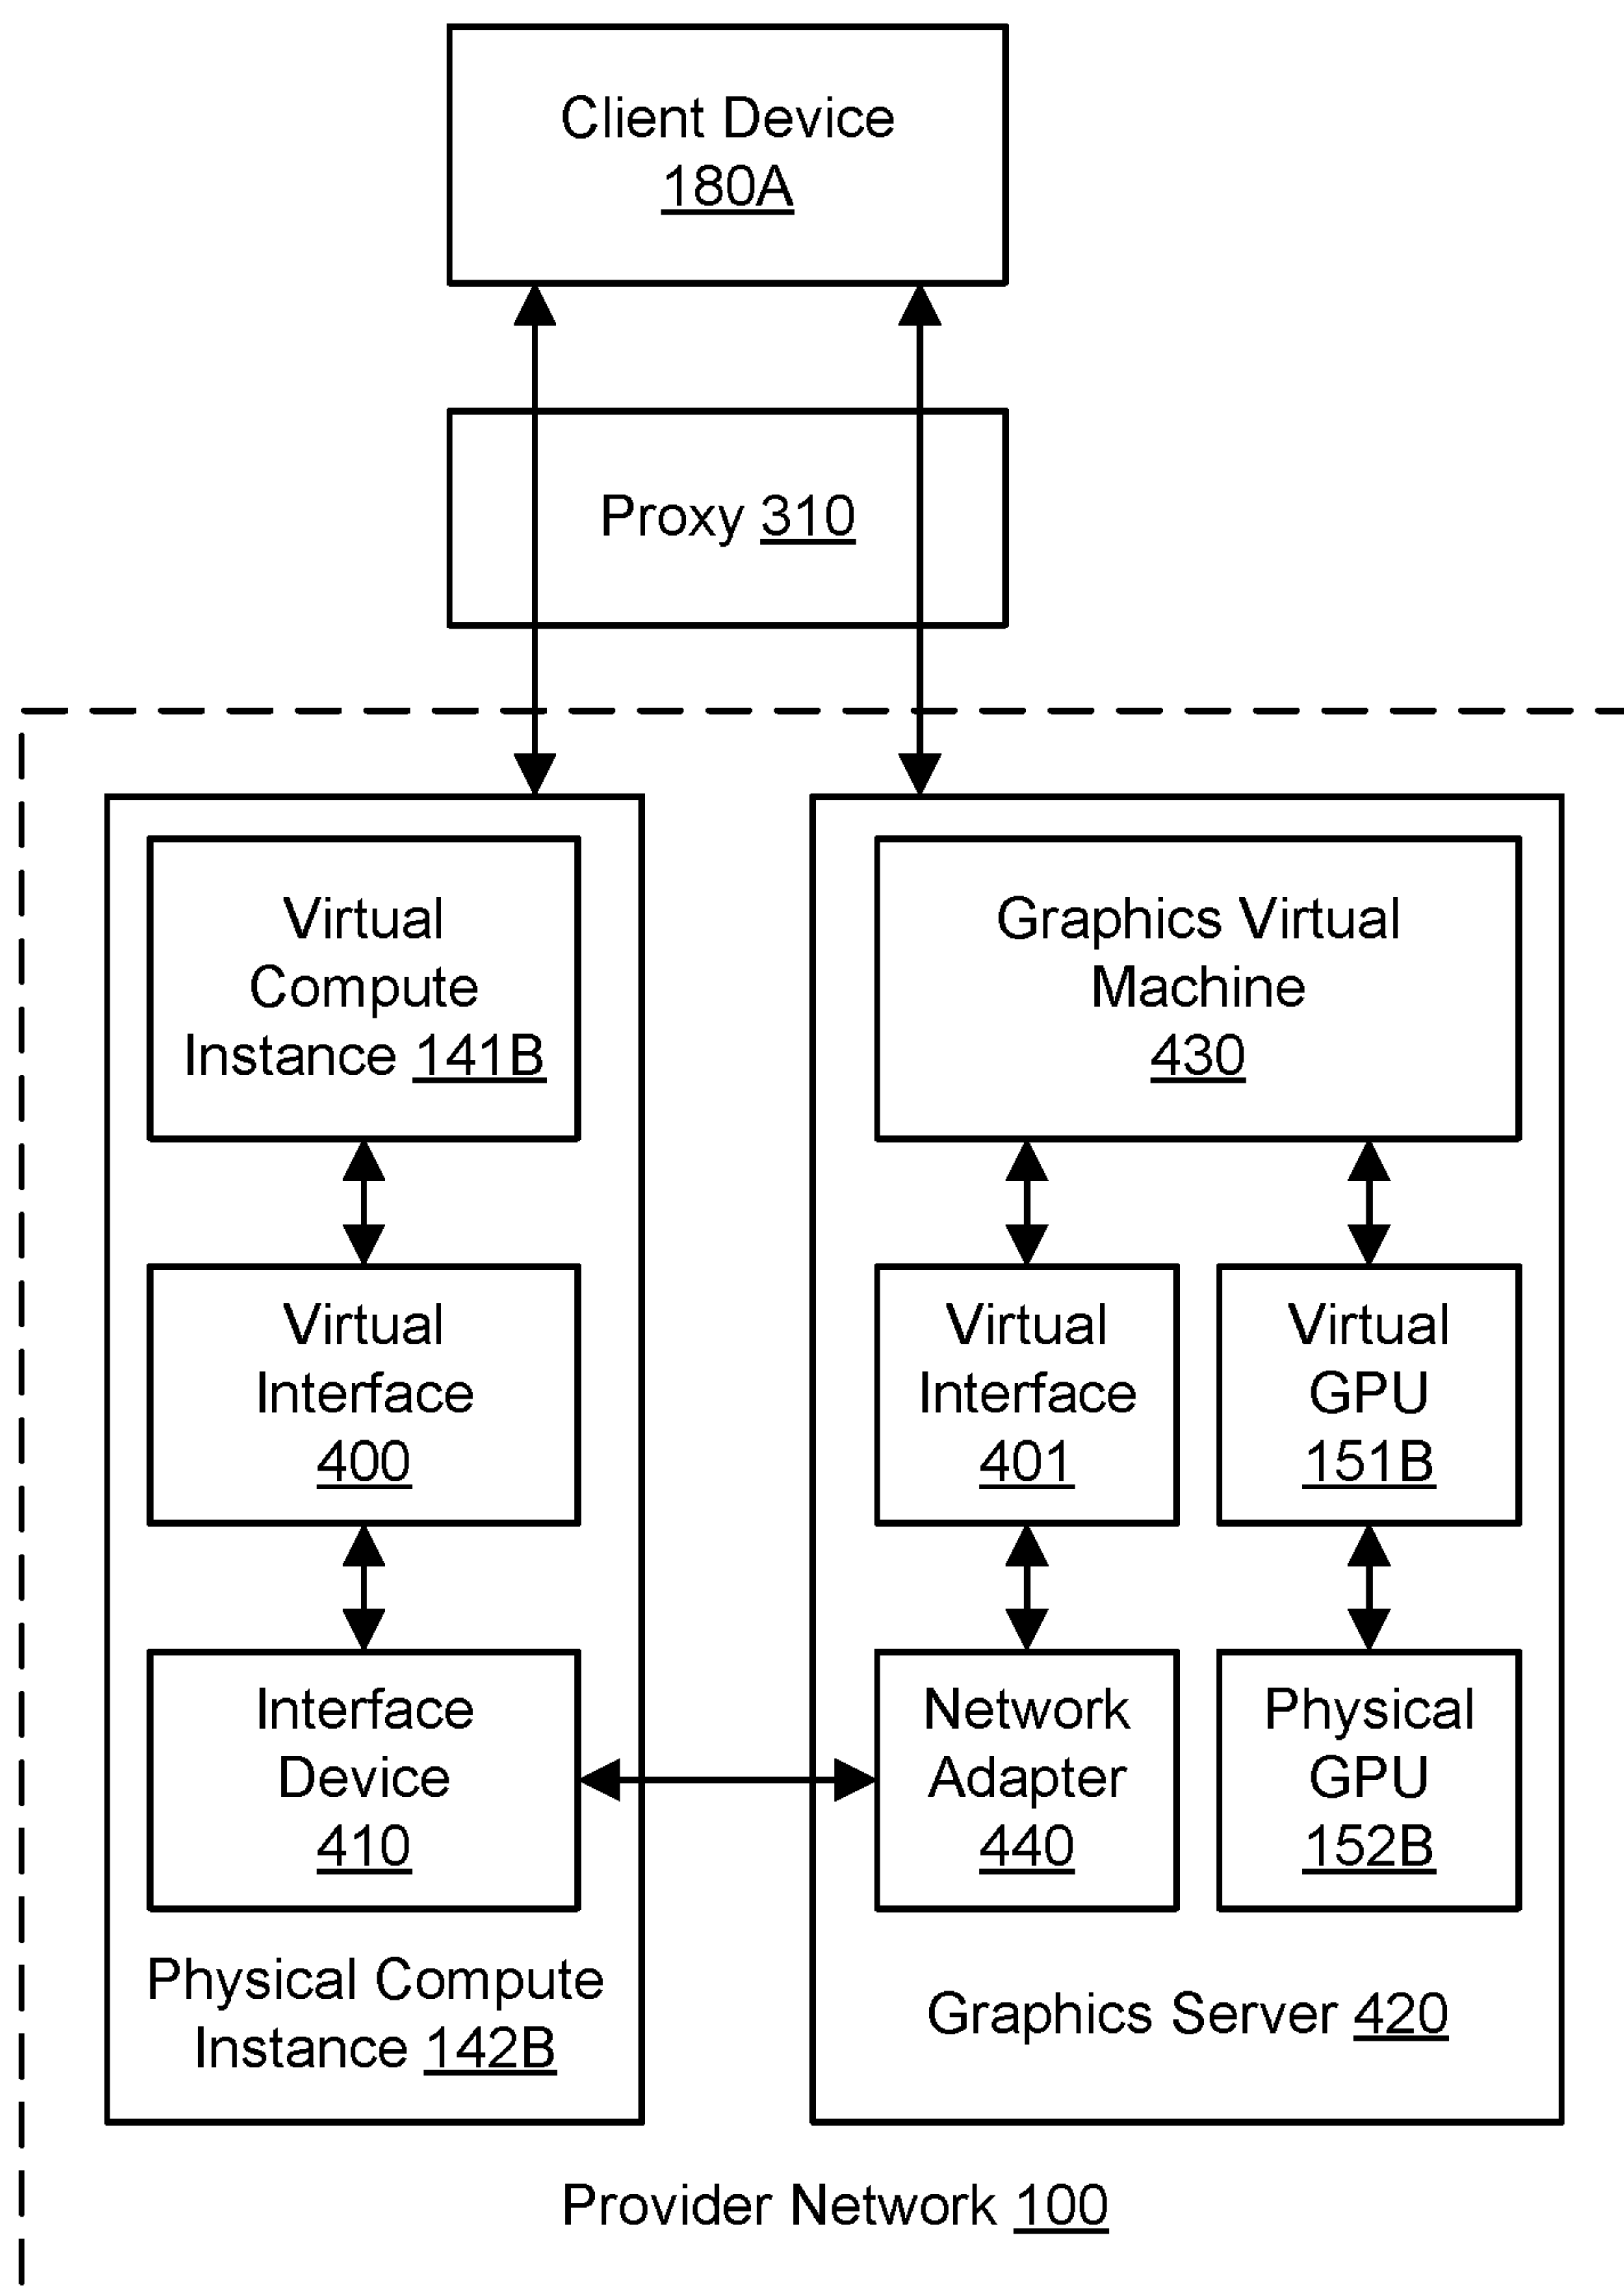 Client Device
180A
Proxy 310
Virtual
Compute
Instance 141B
Virtual
Interface
400
Interface
Device
410
Physical Compute
Instance 142B
Graphics Virtual
Machine
430
Virtual
Interface
401
Virtual
GPU
151B
Network
Adapter
440
Physical
GPU
152B
Graphics Server 420
Provider Network 100